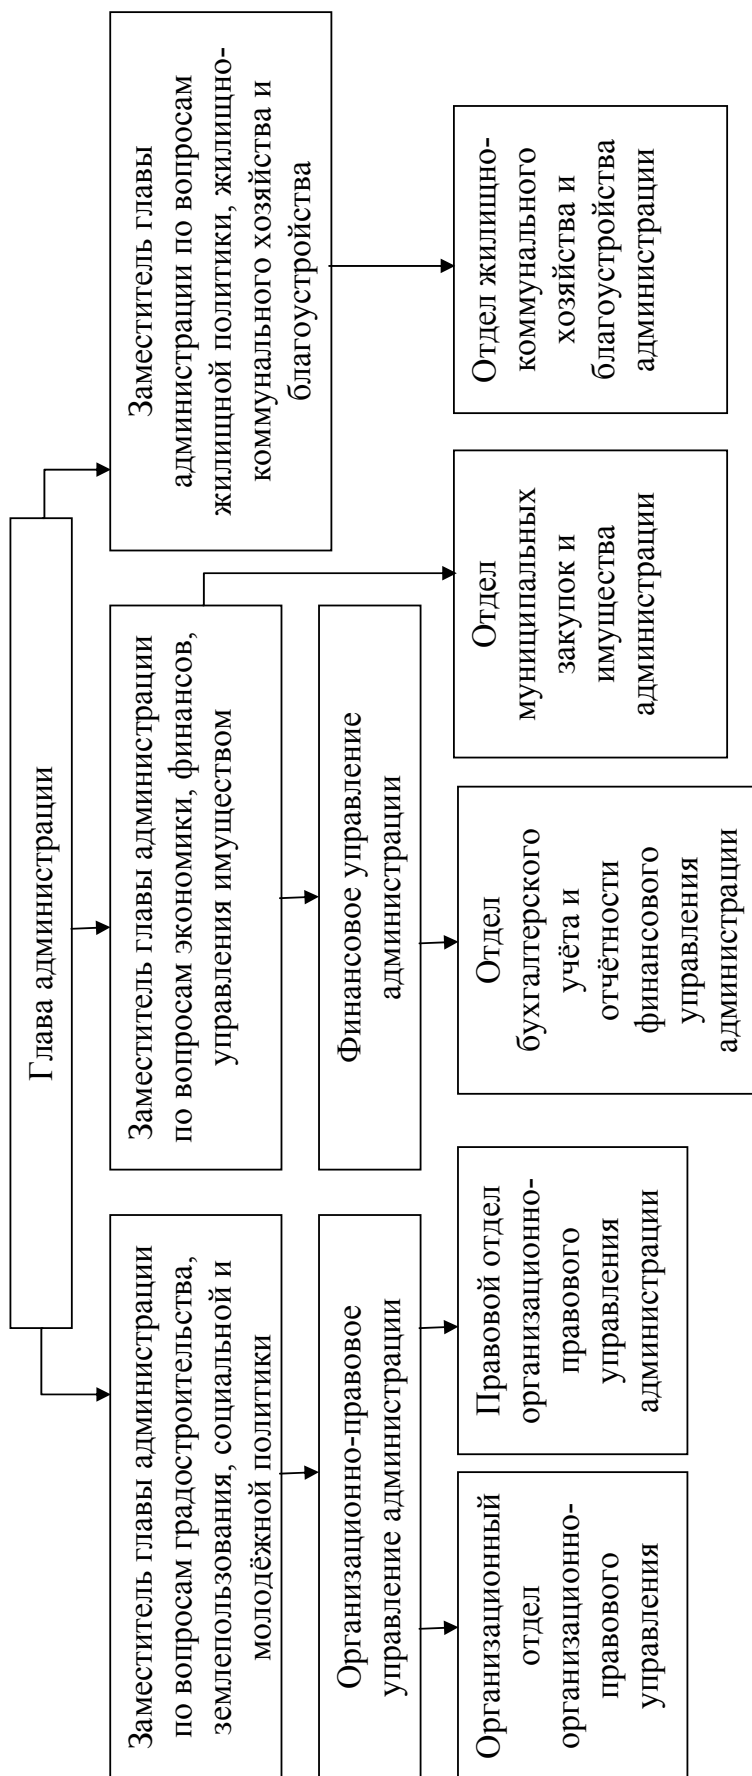 Глава администрации
Заместитель главы администрации
по вопросам градостроительства,
землепользования, социальной и
молодёжной политики
Заместитель главы администрации
по вопросам экономики, финансов,
управления имуществом
Заместитель главы
администрации по вопросам
жилищной политики, жилищно-
коммунального хозяйства и
благоустройства
Организационно-правовое
управление администрации
Финансовое управление
администрации
Организационный
отдел
организационно-
правового
управления
Правовой отдел
организационно-
правового
управления
администрации
Отдел
бухгалтерского
учёта и
отчётности
финансового
управления
администрации
Отдел
муниципальных
закупок и
имущества
администрации
Отдел жилищно-
коммунального
хозяйства и
благоустройства
администрации